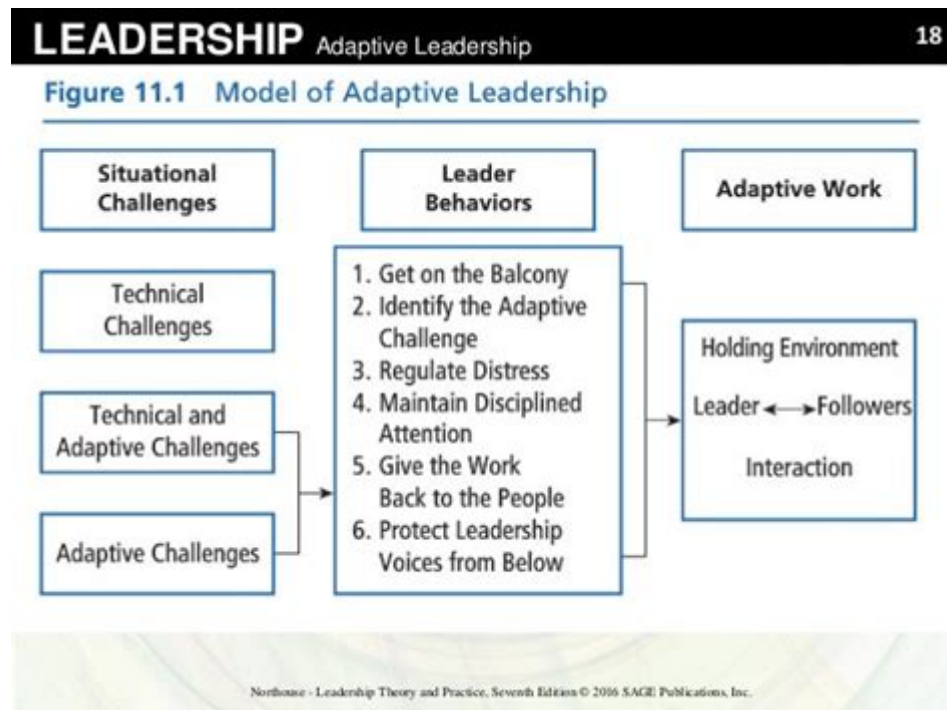 LEADERSHIP Adaptive Leadership 18
Figure 11.1 Model of Adaptive Leadership
Situational
Challenges
Leader
Behaviors
Adaptive Work
Technical
Challenges
Technical and
Adaptive Challenges
Adaptive Challenges
1. Get on the Balcony
2. Identify the Adaptive
Challenge
3. Regulate Distress
4. Maintain Disciplined
Attention
5. Give the Work
Back to the People
6. Protect Leadership
Voices from Below
Holding Environment
Leader Followers
Interaction
Northouse - Leadership Theory and Practice, Seventh Edition © 2016 SAGE Publications, Inc.